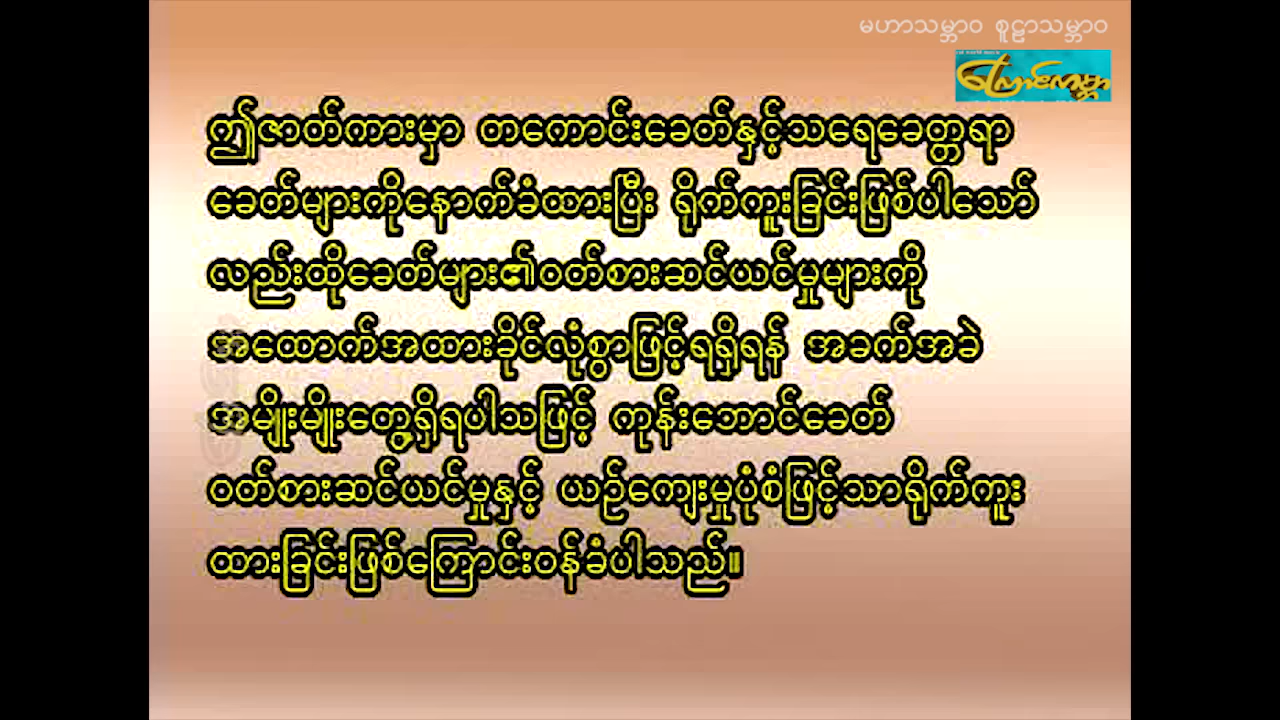 မဟာသမ္ဘာဝ စူဠာသမ္ဘာဝ
ဤဇာတ်ကားမှာ တကောင်းခေတ်နှင့်သရေခေတ္တရာ
ခေတ်များကိုနောက်ခံထားပြီး ရိုက်ကူးခြင်းဖြစ်ပါသော်
လည်းထိုခေတ်များ၏ဝတ်စားဆင်ယင်မှုများကို
အထောက်အထားခိုင်လုံစွာဖြင့်ရရှိရန် အခက်အခဲ
အမျိုးမျိုးတွေ့ရှိရပါသဖြင့် ကုန်းဘောင်ခေတ်
ဝတ်စားဆင်ယင်မှုနှင့် ယဉ်ကျေးမှုပုံစံဖြင့်သာရိုက်ကူး
ထားခြင်းဖြစ်ကြောင်းဝန်ခံပါသည်။